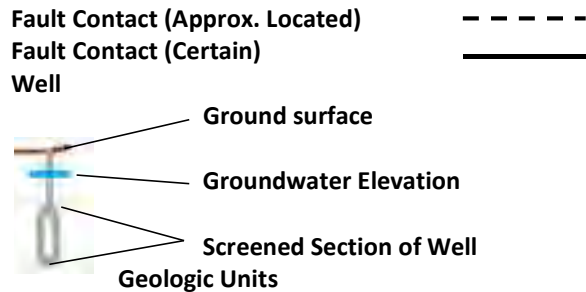 Fault Contact (Approx. Located)
Fault Contact (Certain)
Well
Ground surface
Groundwater Elevation
Screened Section of Well
Geologic Units